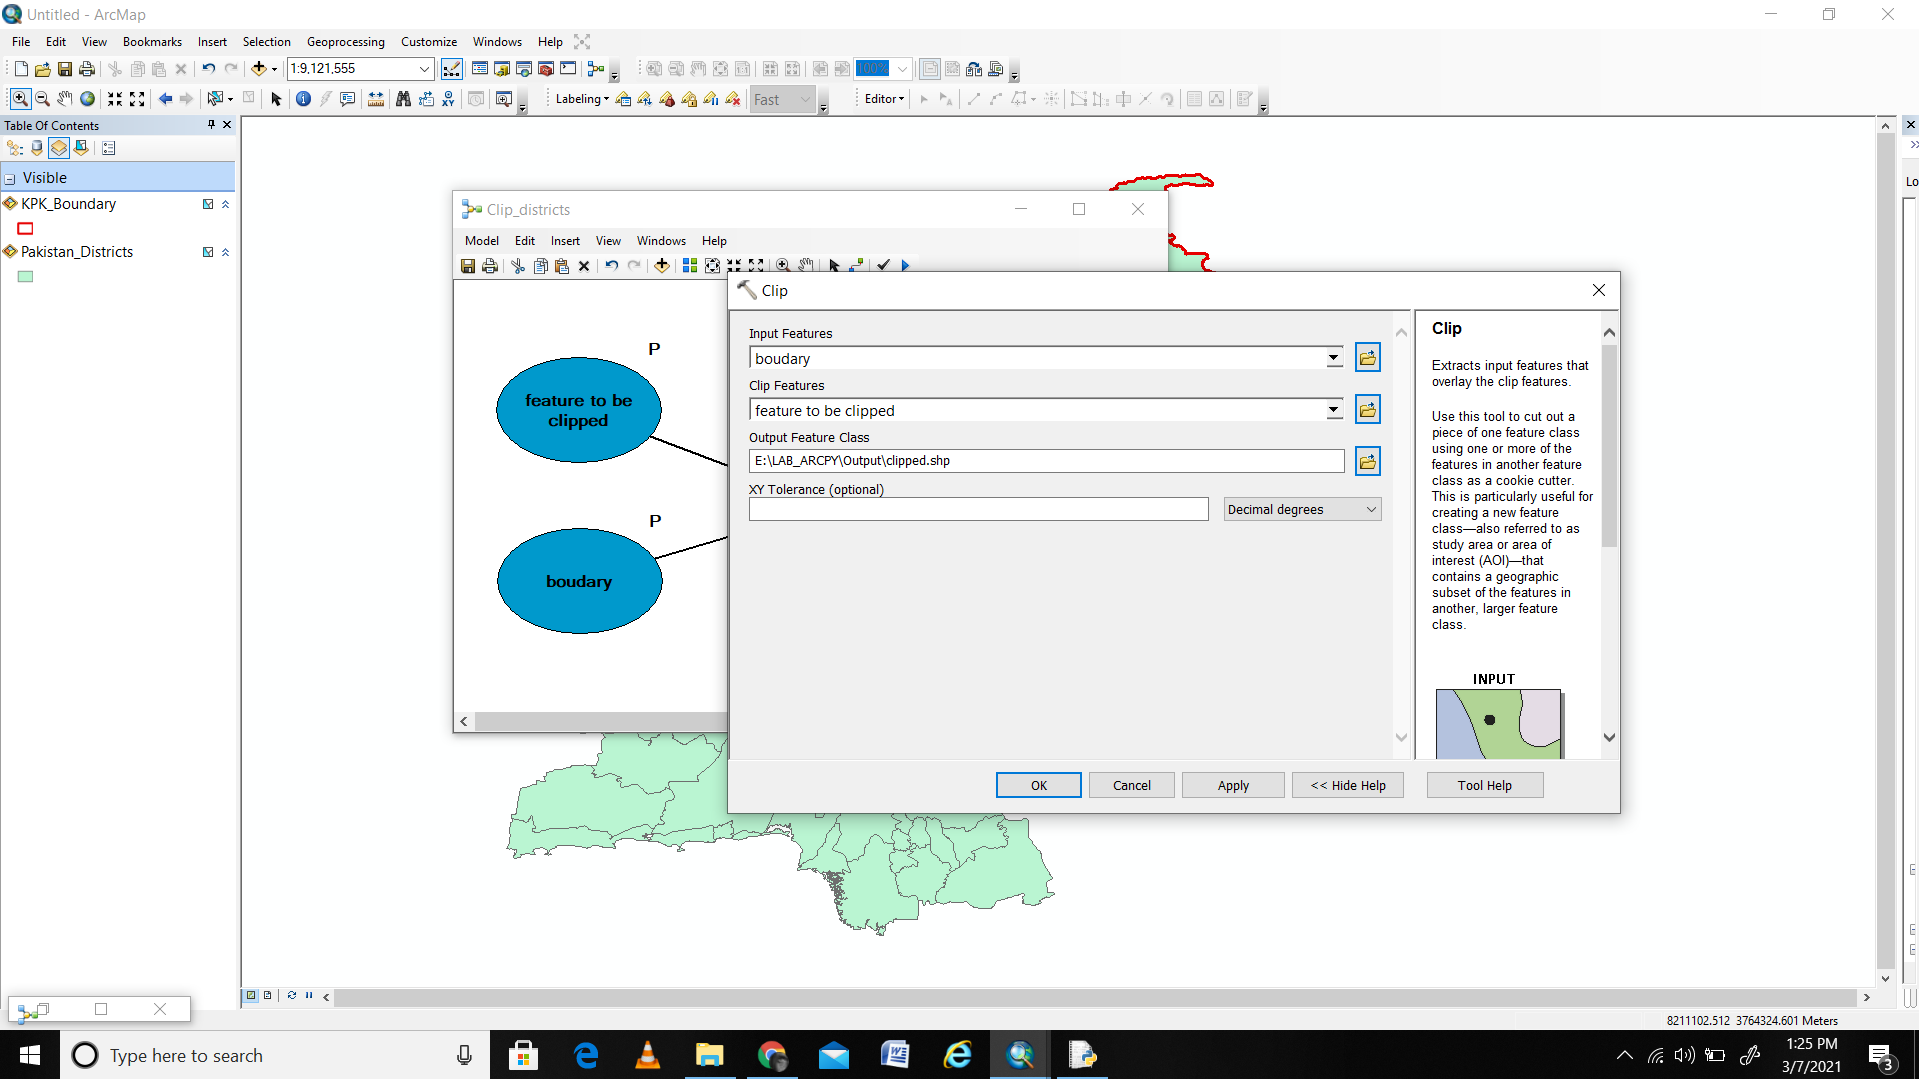 Untitled - ArcMap
File Edit View Bookmarks Insert Selection Geoprocessing Customize Windows Help
1:9,121,555
100%
Labeling
Fast
Editor
Table Of Contents
Visible
KPK_Boundary
Pakistan_Districts
Lo
Clip_districts
Model Edit Insert View Windows Help
P
feature to be
clipped
P
boudary
Clip
Input Features
boudary
Clip Features
feature to be clipped
Output Feature Class
E:\LAB_ARCPY\Output\clipped.shp
XY Tolerance (optional)
Decimal degrees
Clip
Extracts input features that
overlay the clip features.
Use this tool to cut out a
piece of one feature class
using one or more of the
features in another feature
class as a cookie cutter.
This is particularly useful for
creating a new feature
class—also referred to as
study area or area of
interest (AOI)—that
contains a geographic
subset of the features in
another, larger feature
class.
INPUT
OK Cancel Apply << Hide Help Tool Help
8211102.512 3764324.601 Meters
Type here to search
1:25 PM
3/7/2021
3